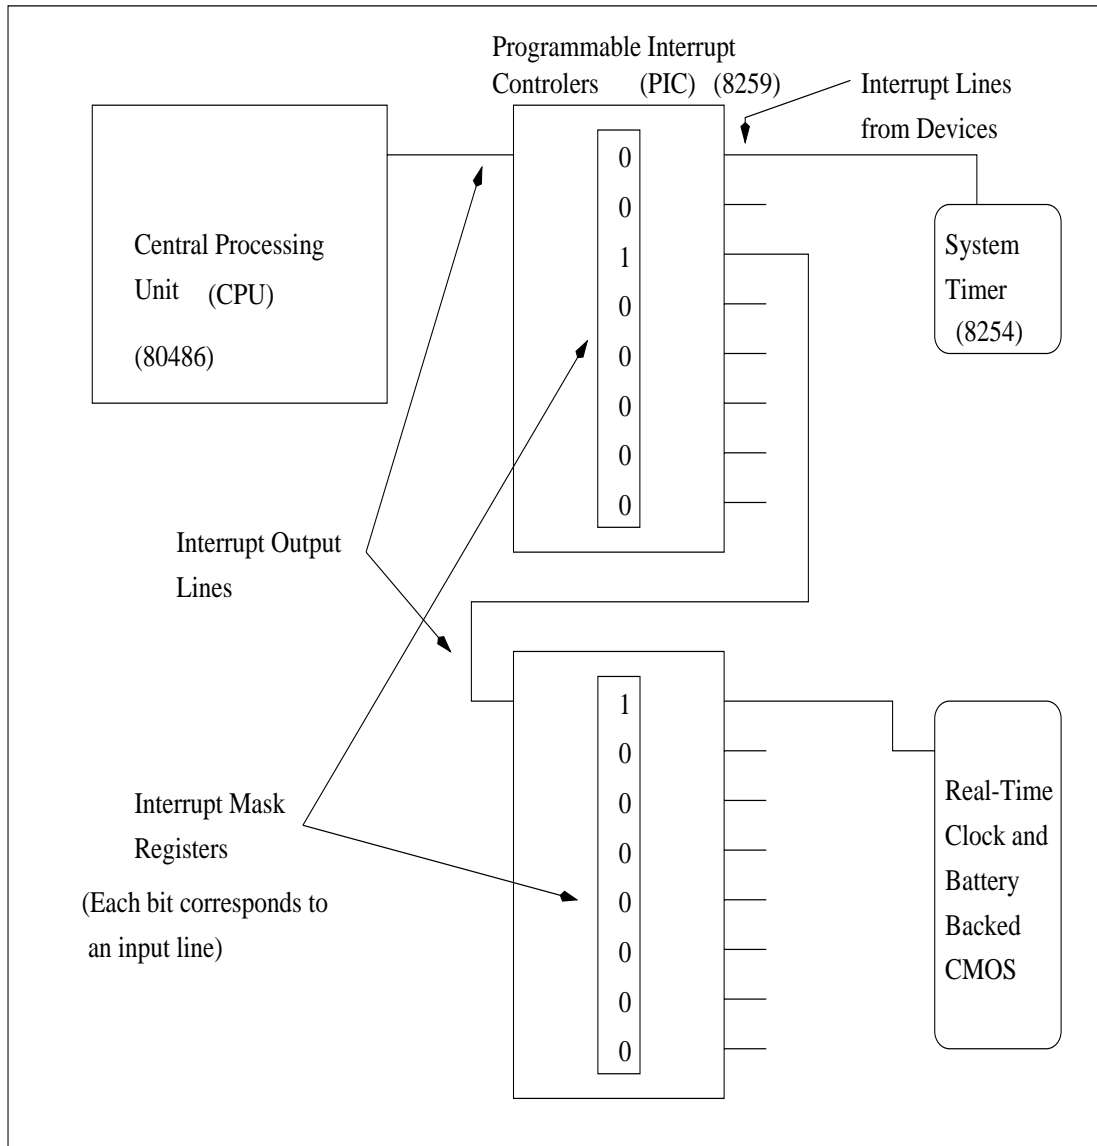 Programmable Interrupt
Controlers (PIC) (8259)
Interrupt Lines
from Devices
Central Processing
Unit (CPU)
(80486)
0
0
1
0
0
0
0
0
System
Timer
(8254)
Interrupt Output
Lines
1
0
0
0
0
0
0
0
Interrupt Mask
Registers
(Each bit corresponds to
an input line)
Real-Time
Clock and
Battery
Backed
CMOS